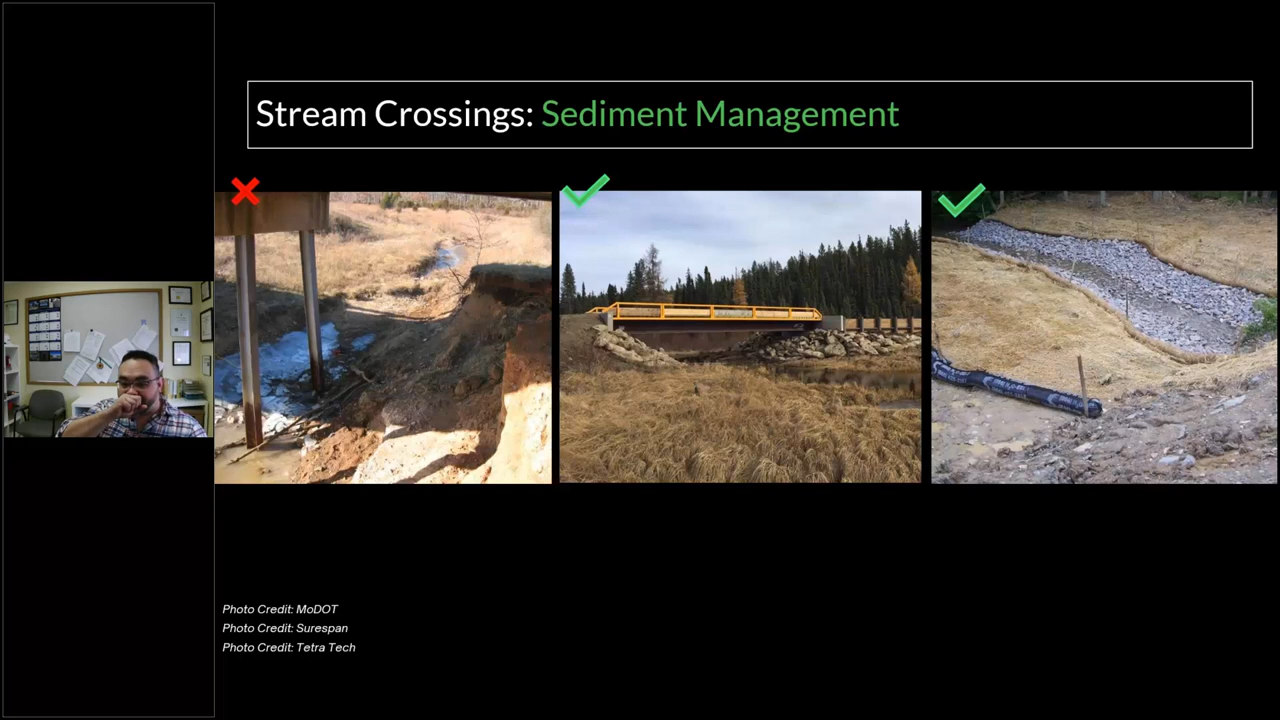 Stream Crossings: Sediment Management
Photo Credit: MoDOT
Photo Credit: Surespan
Photo Credit: Tetra Tech